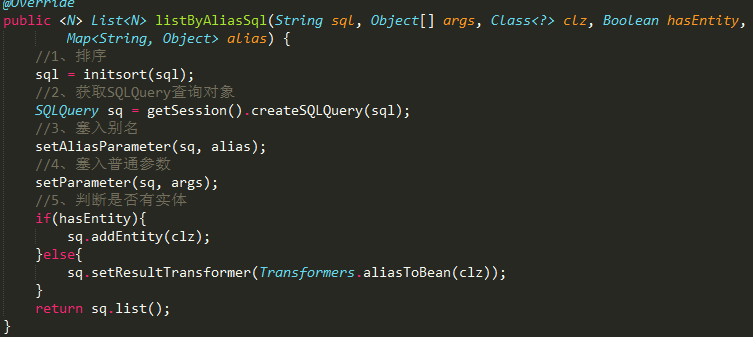 @Override
public <N> List<N> listByAliasSql(String sql, Object[] args, Class<?> clz, Boolean hasEntity,
Map<String, Object> alias) {
//1、排序
sql = initsort(sql);
//2、获取SQLQuery查询对象
SQLQuery sq = getSession().createSQLQuery(sql);
//3、塞入别名
setAliasParameter(sq, alias);
//4、塞入普通参数
setParameter(sq, args);
//5、判断是否有实体
if(hasEntity){
sq.addEntity(clz);
}else{
sq.setResultTransformer(Transformers.aliasToBean(clz));
}
return sq.list();
}